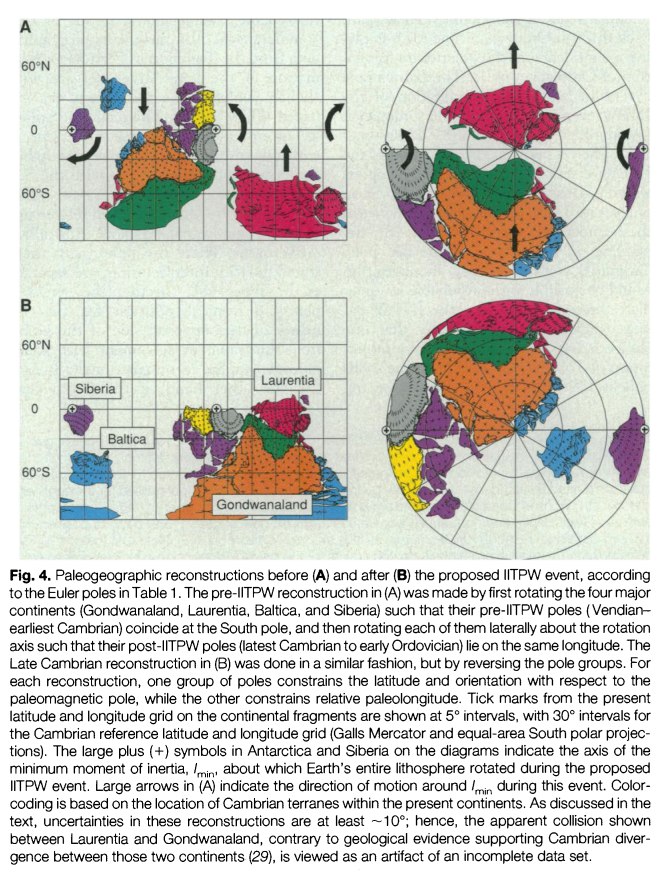 A
60°N
0
60°S
B
60°N
Siberia
Laurentia
0
Baltica
60°S
Gondwanaland
Fig. 4. Paleogeographic reconstructions before (A) and after (B) the proposed IITPW event, according
to the Euler poles in Table 1. The pre-IITPW reconstruction in (A) was made by first rotating the four major
continents (Gondwanaland, Laurentia, Baltica, and Siberia) such that their pre-IITPW poles (Vendian–
earliest Cambrian) coincide at the South pole, and then rotating each of them laterally about the rotation
axis such that their post-IITPW poles (latest Cambrian to early Ordovician) lie on the same longitude. The
Late Cambrian reconstruction in (B) was done in a similar fashion, but by reversing the pole groups. For
each reconstruction, one group of poles constrains the latitude and orientation with respect to the
paleomagnetic pole, while the other constrains relative paleolongitude. Tick marks from the present
latitude and longitude grid on the continental fragments are shown at 5° intervals, with 30° intervals for
the Cambrian reference latitude and longitude grid (Galls Mercator and equal-area South polar projec-
tions). The large plus (+) symbols in Antarctica and Siberia on the diagrams indicate the axis of the
minimum moment of inertia, Imin, about which Earth's entire lithosphere rotated during the proposed
IITPW event. Large arrows in (A) indicate the direction of motion around Imin during this event. Color-
coding is based on the location of Cambrian terranes within the present continents. As discussed in the
text, uncertainties in these reconstructions are at least ~10°; hence, the apparent collision shown
between Laurentia and Gondwanaland, contrary to geological evidence supporting Cambrian diver-
gence between those two continents (29), is viewed as an artifact of an incomplete data set.